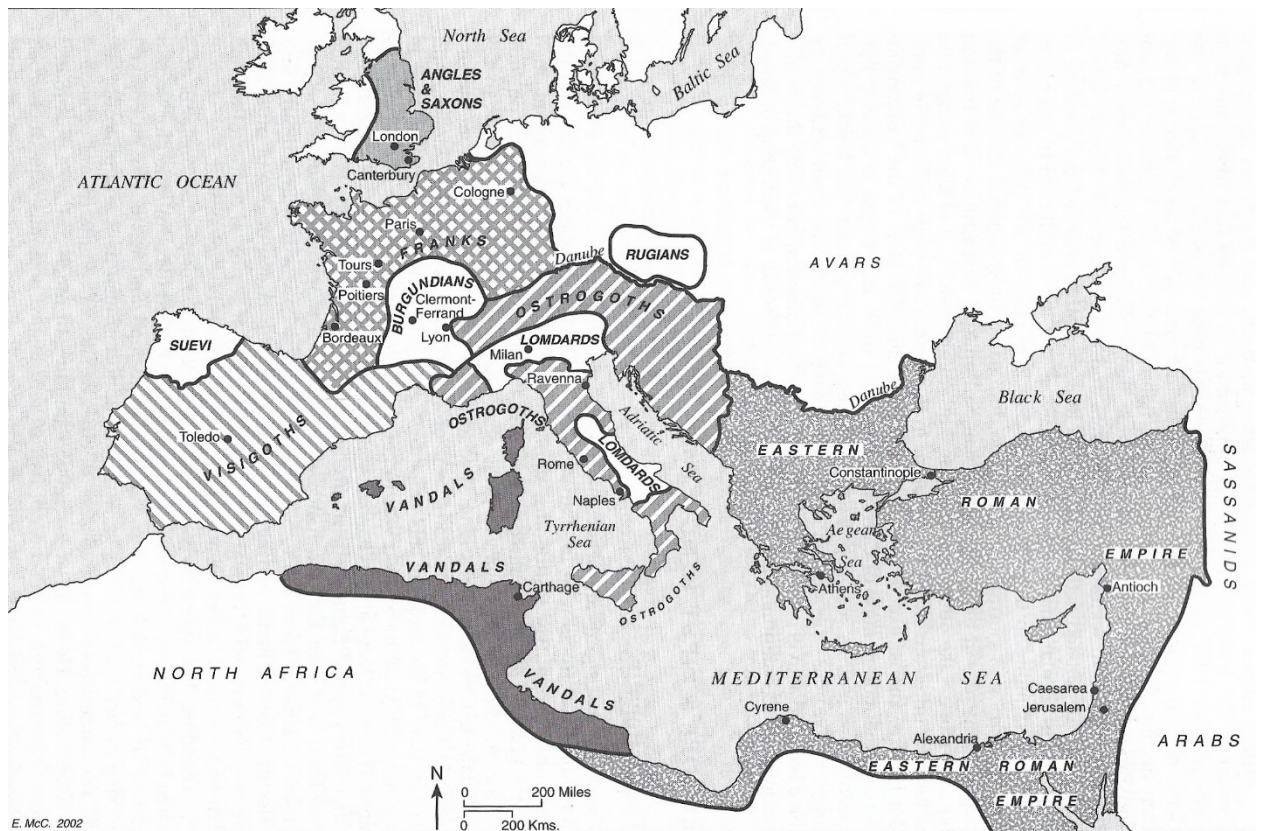 North Sea
Baltic Sea
ANGLES
&
SAXONS
London
Canterbury
ATLANTIC OCEAN
Cologne
Paris
FRANKS
Tours
Poitiers
Bordeaux
BURGUNDIANS
Clermont-
Ferrand
Lyon
Danube
RUGIANS
AVARS
OSTROGOTHS
SUEVI
LOMDARDS
Milan
Ravenna
OSTROGOTHS
Adriatic
Sea
LOMDARDS
Rome
Naples
Toledo
VISIGOTHS
VANDALS
Tyrrhenian
Sea
Danube
Black Sea
EASTERN
ROMAN
EMPIRE
Constantinople
Aegean
Sea
Athens
Antioch
SASSANIDS
VANDALS
Carthage
OSTROGOTHS
NORTH AFRICA
VANDALS
MEDITERRANEAN SEA
Cyrene
Caesarea
Jerusalem
Alexandria
ARABS
EASTERN ROMAN
EMPIRE
N
0 200 Miles
0 200 Kms.
E. McC. 2002